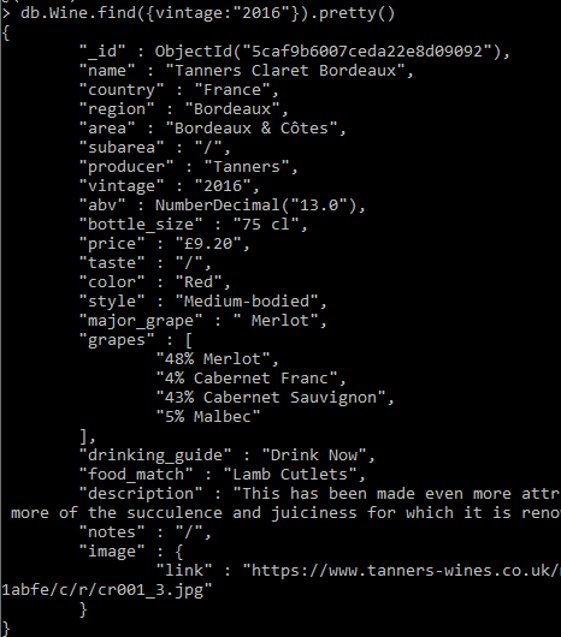 > db.Wine.find({vintage:"2016"}).pretty()
{
"_id" : ObjectId("5caf9b6007ceda22e8d09092"),
"name" : "Tanners Claret Bordeaux",
"country" : "France",
"region" : "Bordeaux",
"area" : "Bordeaux & Côtes",
"subarea" : "/",
"producer" : "Tanners",
"vintage" : "2016",
"abv" : NumberDecimal("13.0"),
"bottle_size" : "75 cl",
"price" : "£9.20",
"taste" : "/",
"color" : "Red",
"style" : "Medium-bodied",
"major_grape" : " Merlot",
"grapes" : [
"48% Merlot",
"4% Cabernet Franc",
"43% Cabernet Sauvignon",
"5% Malbec"
],
"drinking_guide" : "Drink Now",
"food_match" : "Lamb Cutlets",
"description" : "This has been made even more attr
more of the succulence and juiciness for which it is reno
"notes" : "/",
"image" : {
"link" : "https://www.tanners-wines.co.uk/
1abfe/c/r/cr001_3.jpg"
}
}